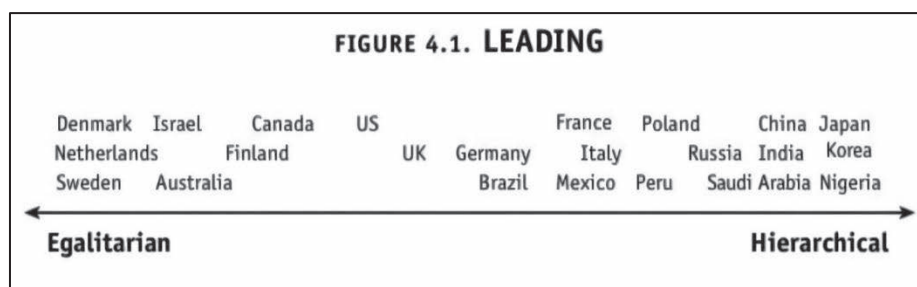 FIGURE 4.1. LEADING
Denmark Israel Canada US France Poland China Japan
Netherlands Finland UK Germany Italy Russia India Korea
Sweden Australia Brazil Mexico Peru Saudi Arabia Nigeria
Egalitarian Hierarchical